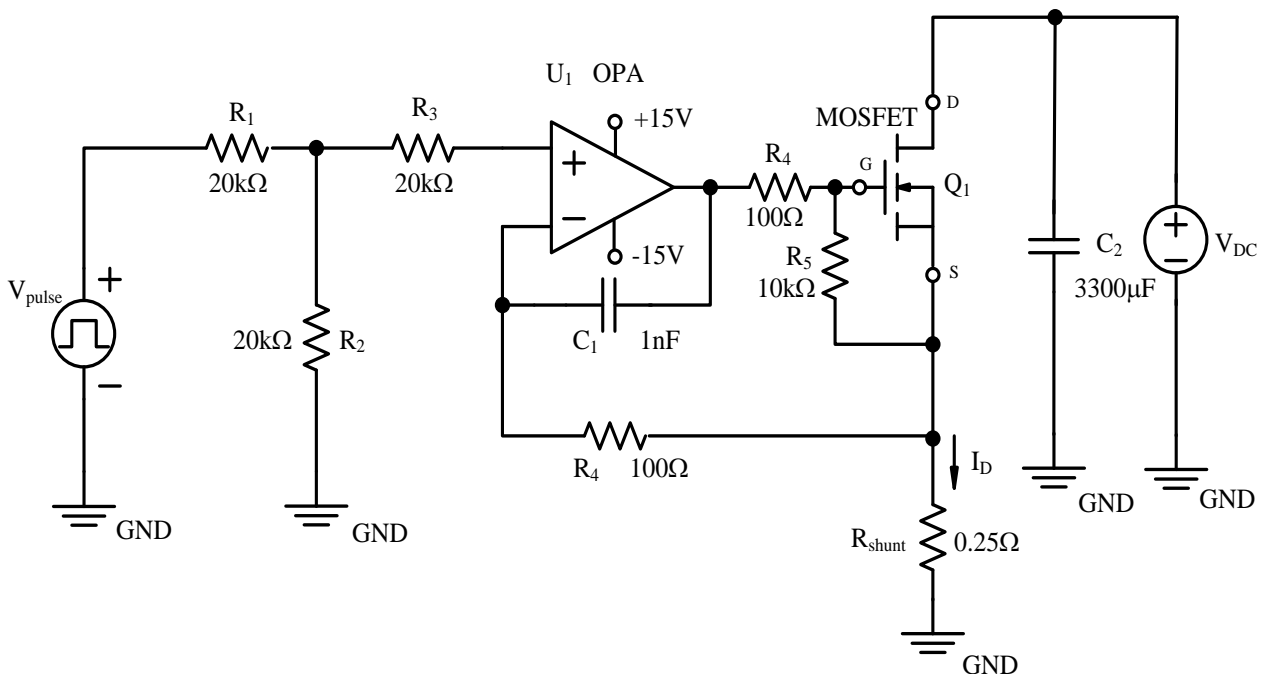 U1 OPA
+15V
-15V
R1
20kΩ
R3
20kΩ
R4
100Ω
MOSFET
D
G
S
Q1
R5
10kΩ
C2
3300μF
+
−
VDC
Vpulse
+
−
20kΩ R2
+
−
C1 1nF
R4 100Ω
ID
Rshunt 0.25Ω
GND
GND
GND
GND
GND